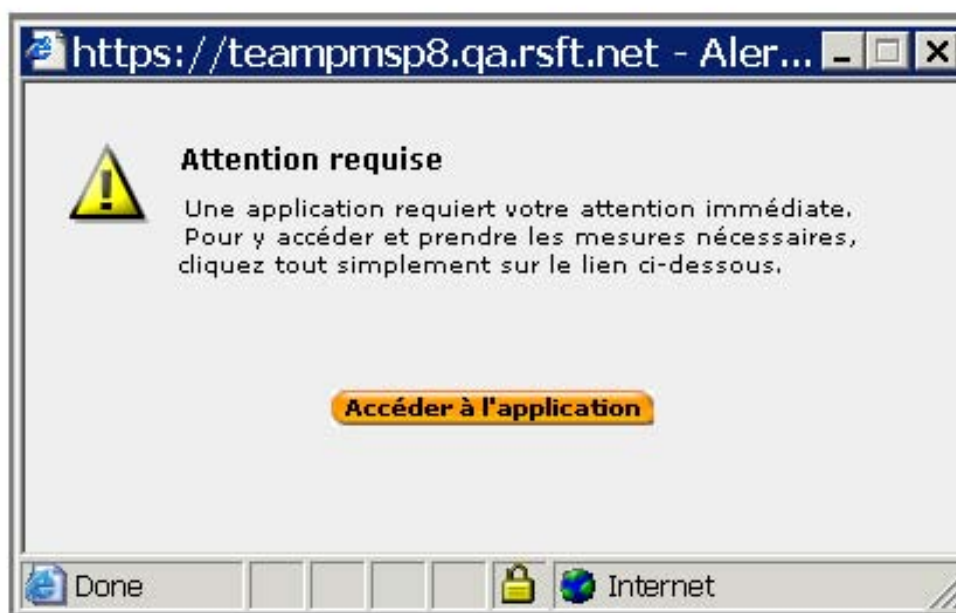 https://teampmsp8.qa.rsft.net - Aler...
Attention requise
Une application requiert votre attention immédiate.
Pour y accéder et prendre les mesures nécessaires,
cliquez tout simplement sur le lien ci-dessous.
Accéder à l'application
Done
Internet